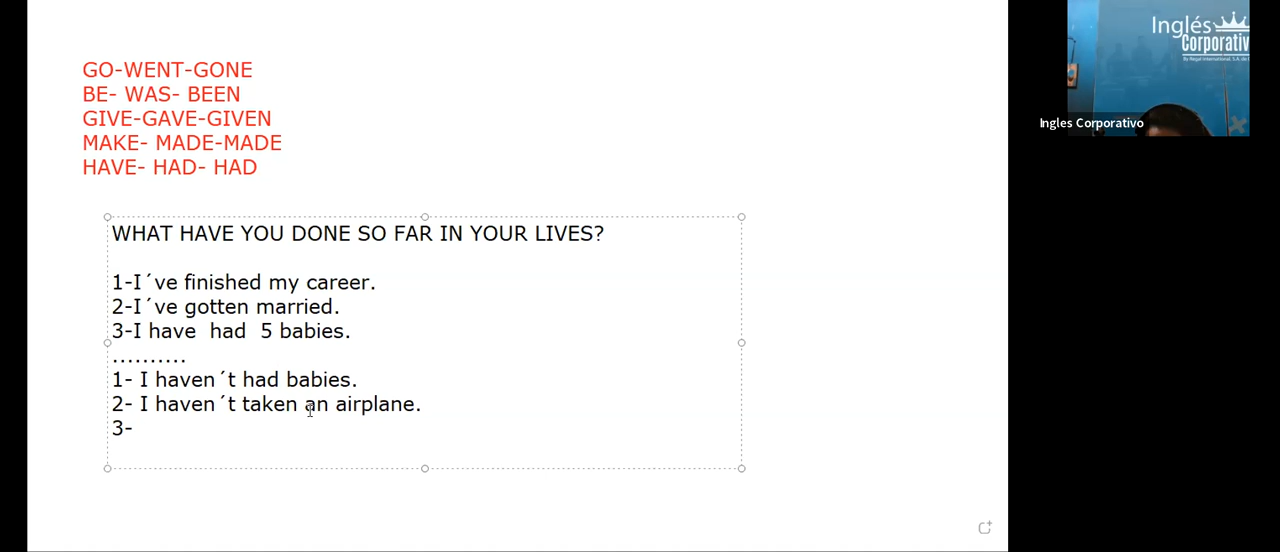 GO-WENT-GONE
BE- WAS- BEEN
GIVE-GAVE-GIVEN
MAKE- MADE-MADE
HAVE- HAD- HAD
WHAT HAVE YOU DONE SO FAR IN YOUR LIVES?
1-I´ve finished my career.
2-I´ve gotten married.
3-I have  had  5 babies.
..........
1- I haven´t had babies.
2- I haven´t taken an airplane.
3-
Inglés
Corporativ
Ingles Corporativo